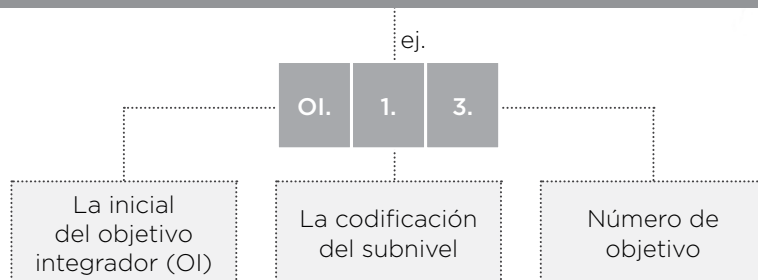 ej.
OI. 1. 3.
La inicial
del objetivo
integrador (OI)
La codificación
del subnivel
Número de
objetivo